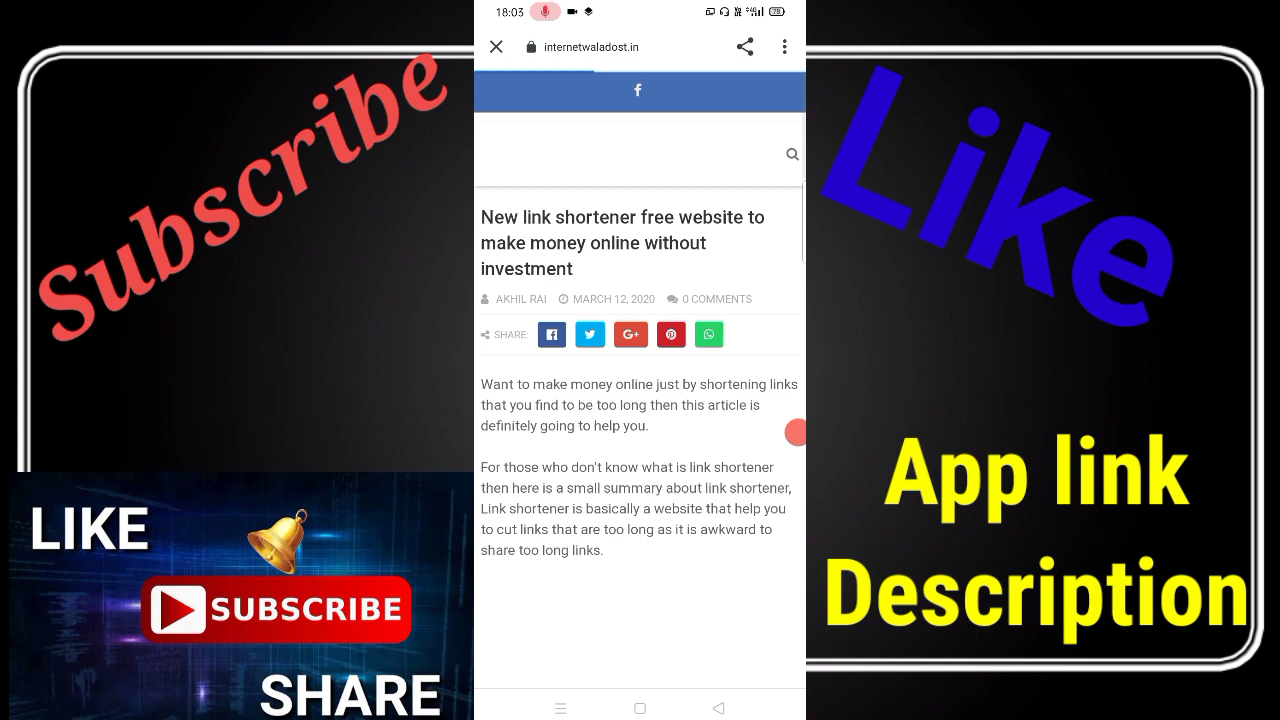 Subscribe
LIKE
SUBSCRIBE
SHARE
18:03
78
internetwaladost.in
New link shortener free website to
make money online without
investment
AKHIL RAI MARCH 12, 2020 0 COMMENTS
SHARE: G+
Want to make money online just by shortening links
that you find to be too long then this article is
definitely going to help you.
For those who don't know what is link shortener
then here is a small summary about link shortener,
Link shortener is basically a website that help you
to cut links that are too long as it is awkward to
share too long links.
Like
App link
Description